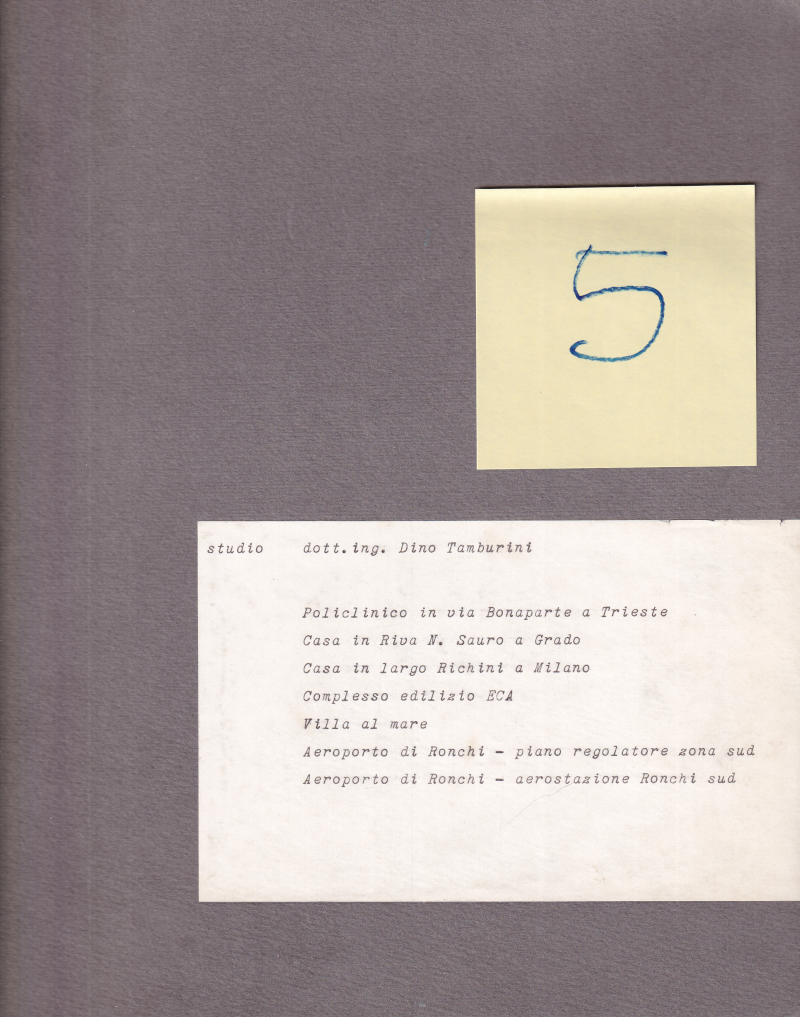 5
studio dott.ing. Dino Tamburini
Policlinico in via Bonaparte a Trieste
Casa in Riva N. Sauro a Grado
Casa in largo Richini a Milano
Complesso edilizio ECA
Villa al mare
Aeroporto di Ronchi - piano regolatore zona sud
Aeroporto di Ronchi - aerostazione Ronchi sud